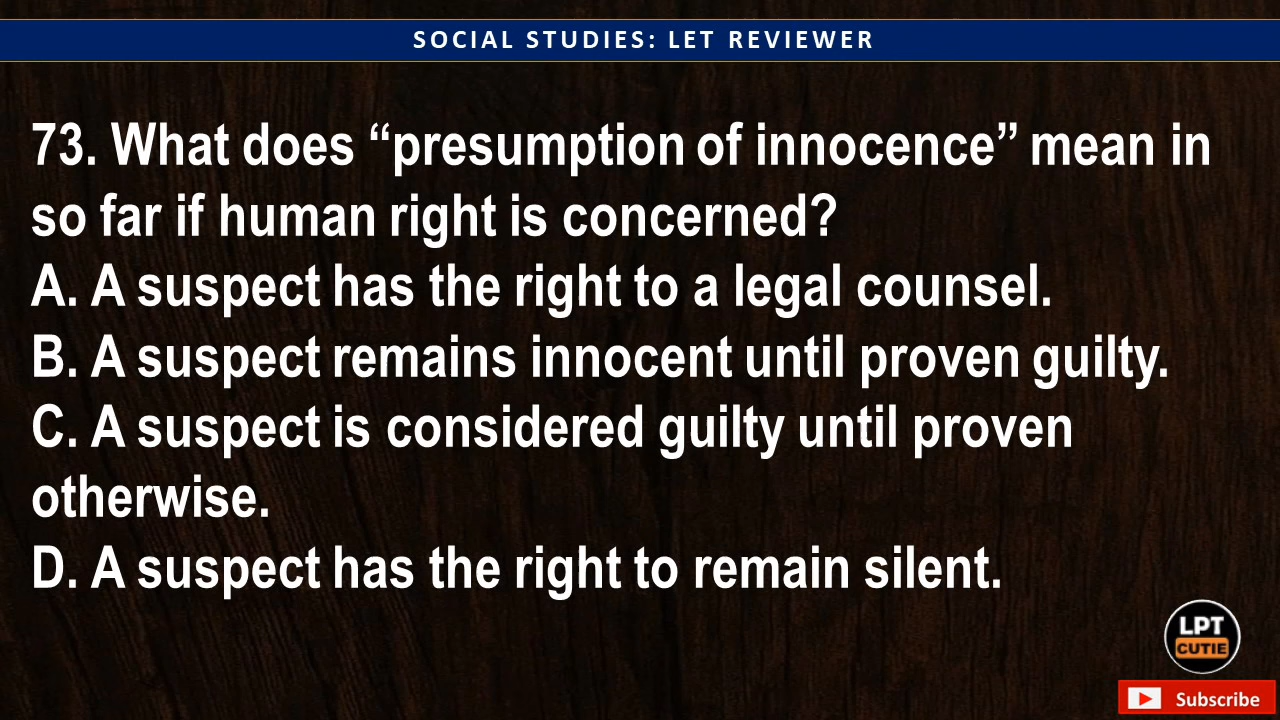 SOCIAL STUDIES: LET REVIEWER
73. What does “presumption of innocence” mean in
so far if human right is concerned?
A. A suspect has the right to a legal counsel.
B. A suspect remains innocent until proven guilty.
C. A suspect is considered guilty until proven
otherwise.
D. A suspect has the right to remain silent.
LPT
CUTIE
Subscribe